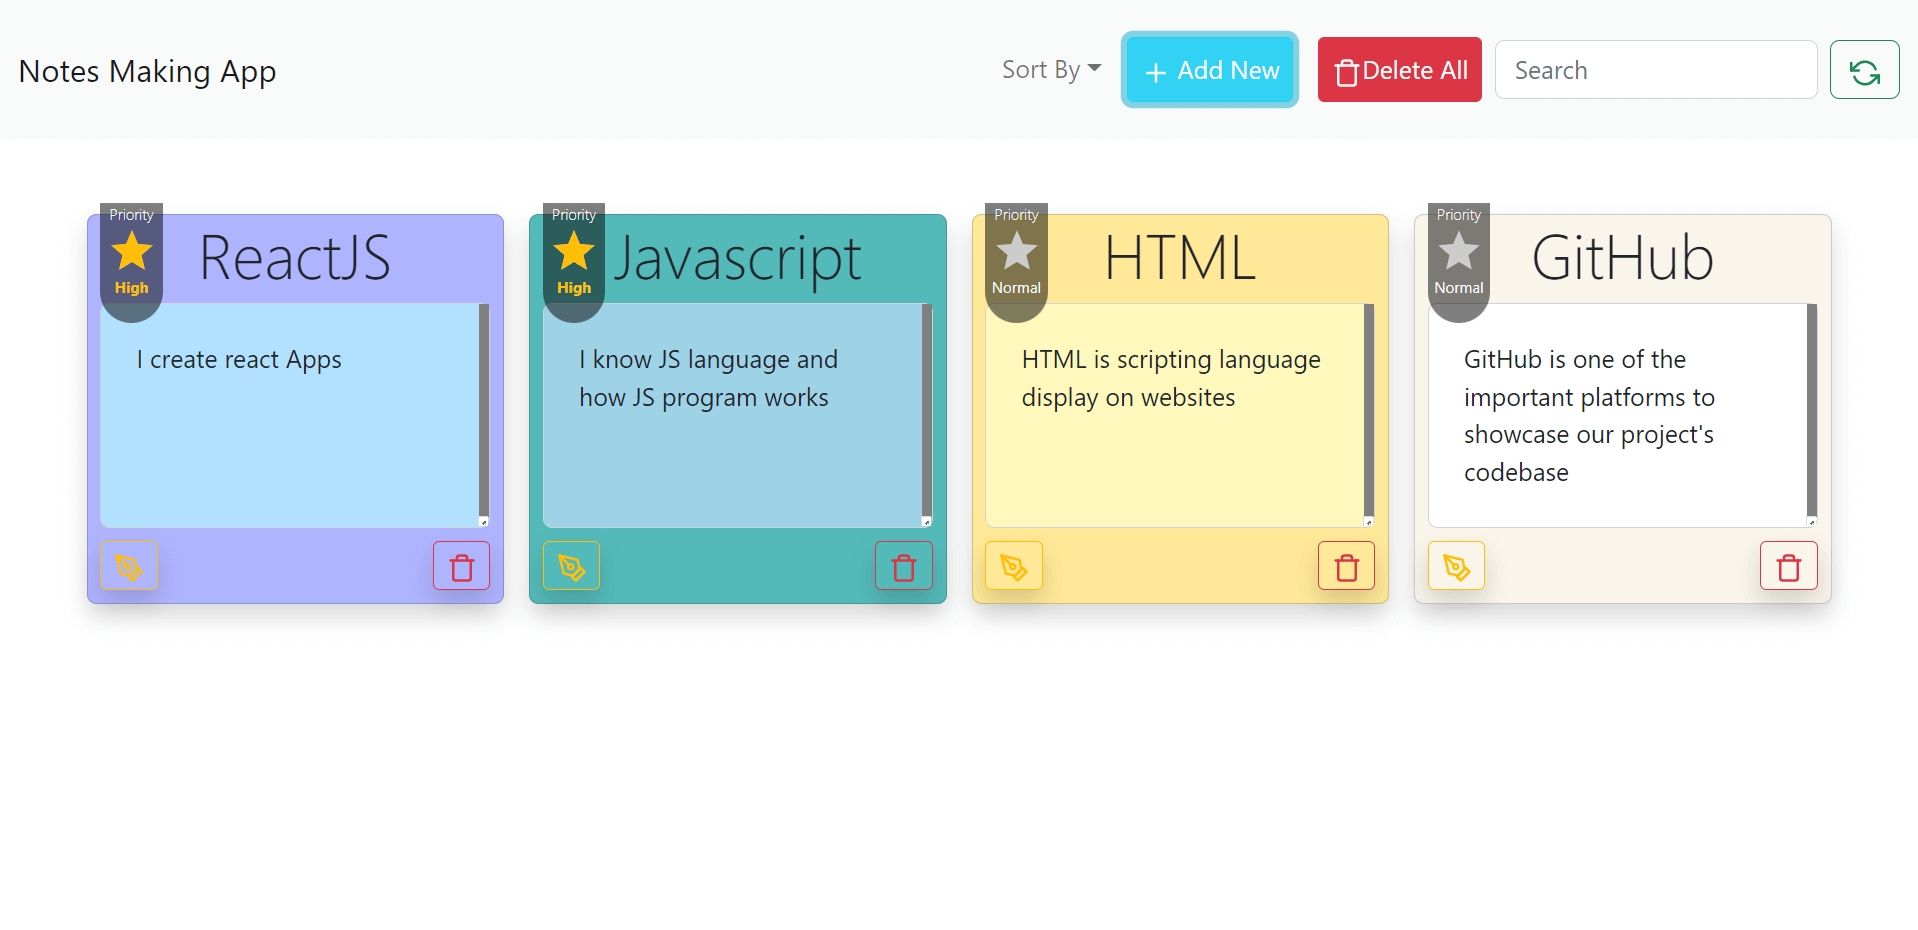 Notes Making App
Sort By
Add New
Delete All
Search
Priority
High
ReactJS
I create react Apps
Priority
High
Javascript
I know JS language and
how JS program works
Priority
Normal
HTML
HTML is scripting language
display on websites
Priority
Normal
GitHub
GitHub is one of the
important platforms to
showcase our project's
codebase